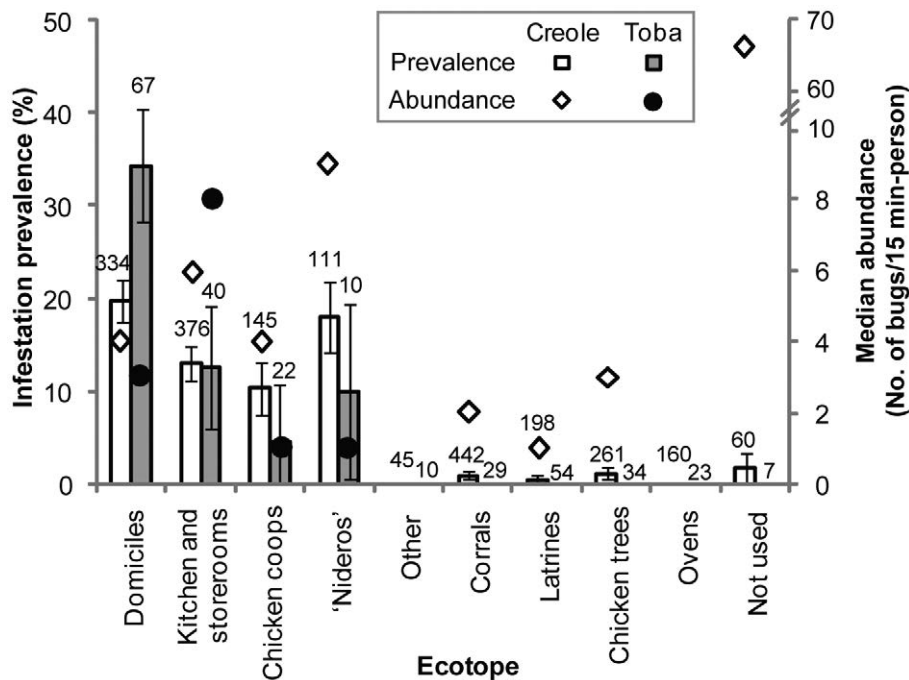 Creole Toba
Prevalence
Abundance
Infestation prevalence (%)
50
40
30
20
10
0
Median abundance
(No. of bugs/15 min-person)
70
60
10
8
6
4
2
0
334
67
376
40
145
22
111
10
45
10
442
29
198
54
261
34
160
23
60
7
Domiciles
Kitchen and
storerooms
Chicken coops
'Nideros'
Other
Corrals
Latrines
Chicken trees
Ovens
Not used
Ecotope